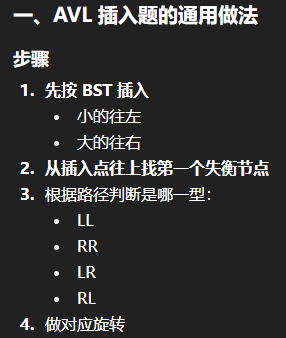 一、AVL 插入题的通用做法
步骤
1. 先按 BST 插入
• 小的往左
• 大的往右
2. 从插入点往上找第一个失衡节点
3. 根据路径判断是哪一型：
• LL
• RR
• LR
• RL
4. 做对应旋转